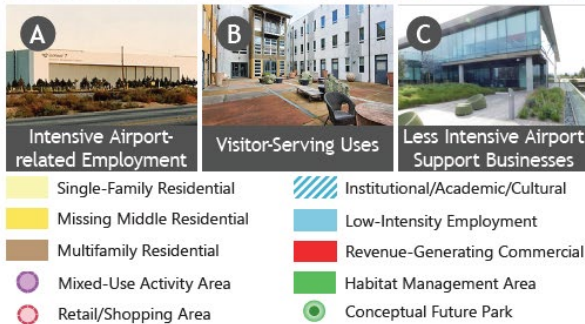 A
B
C
Intensive Airport-
related Employment
Visitor-Serving Uses
Less Intensive Airport
Support Businesses
Single-Family Residential
Missing Middle Residential
Multifamily Residential
Mixed-Use Activity Area
Retail/Shopping Area
Institutional/Academic/Cultural
Low-Intensity Employment
Revenue-Generating Commercial
Habitat Management Area
Conceptual Future Park